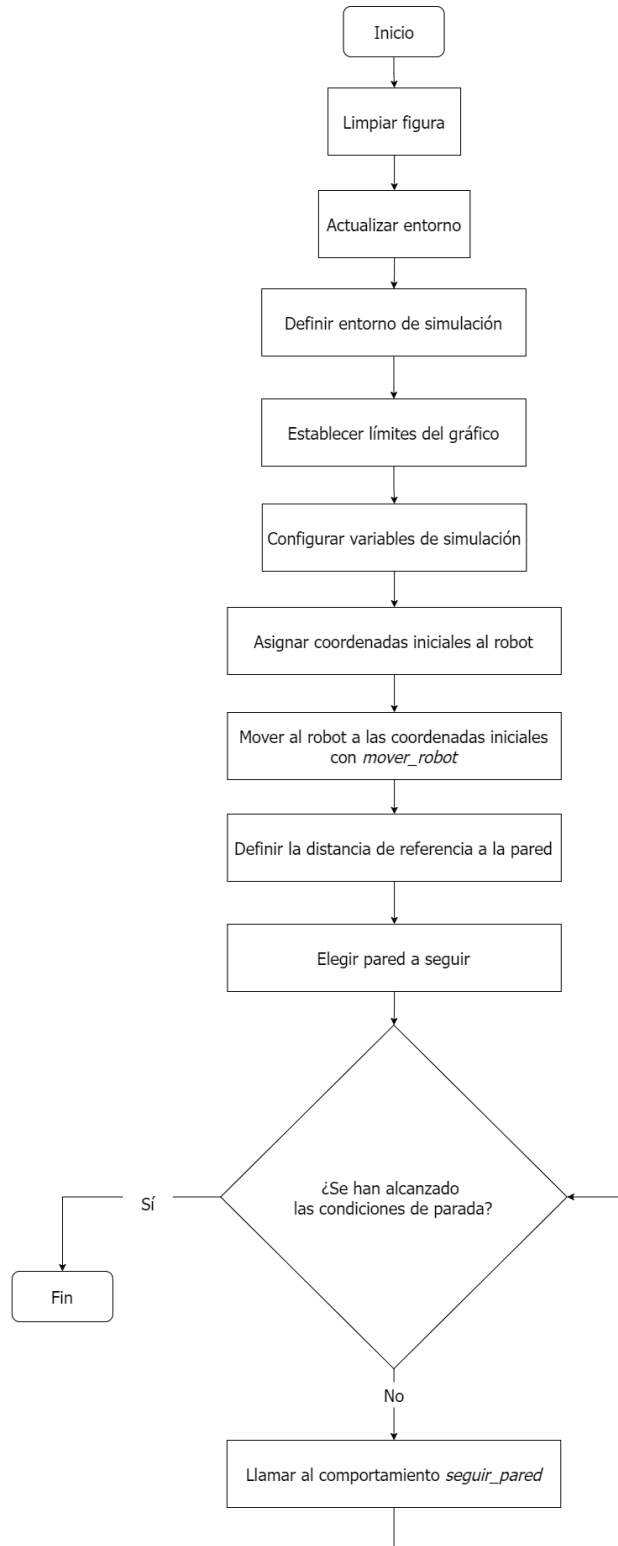 Inicio
Limpiar figura
Actualizar entorno
Definir entorno de simulación
Establecer límites del gráfico
Configurar variables de simulación
Asignar coordenadas iniciales al robot
Mover al robot a las coordenadas iniciales
con mover_robot
Definir la distancia de referencia a la pared
Elegir pared a seguir
¿Se han alcanzado
las condiciones de parada?
Sí
Fin
No
Llamar al comportamiento seguir_pared